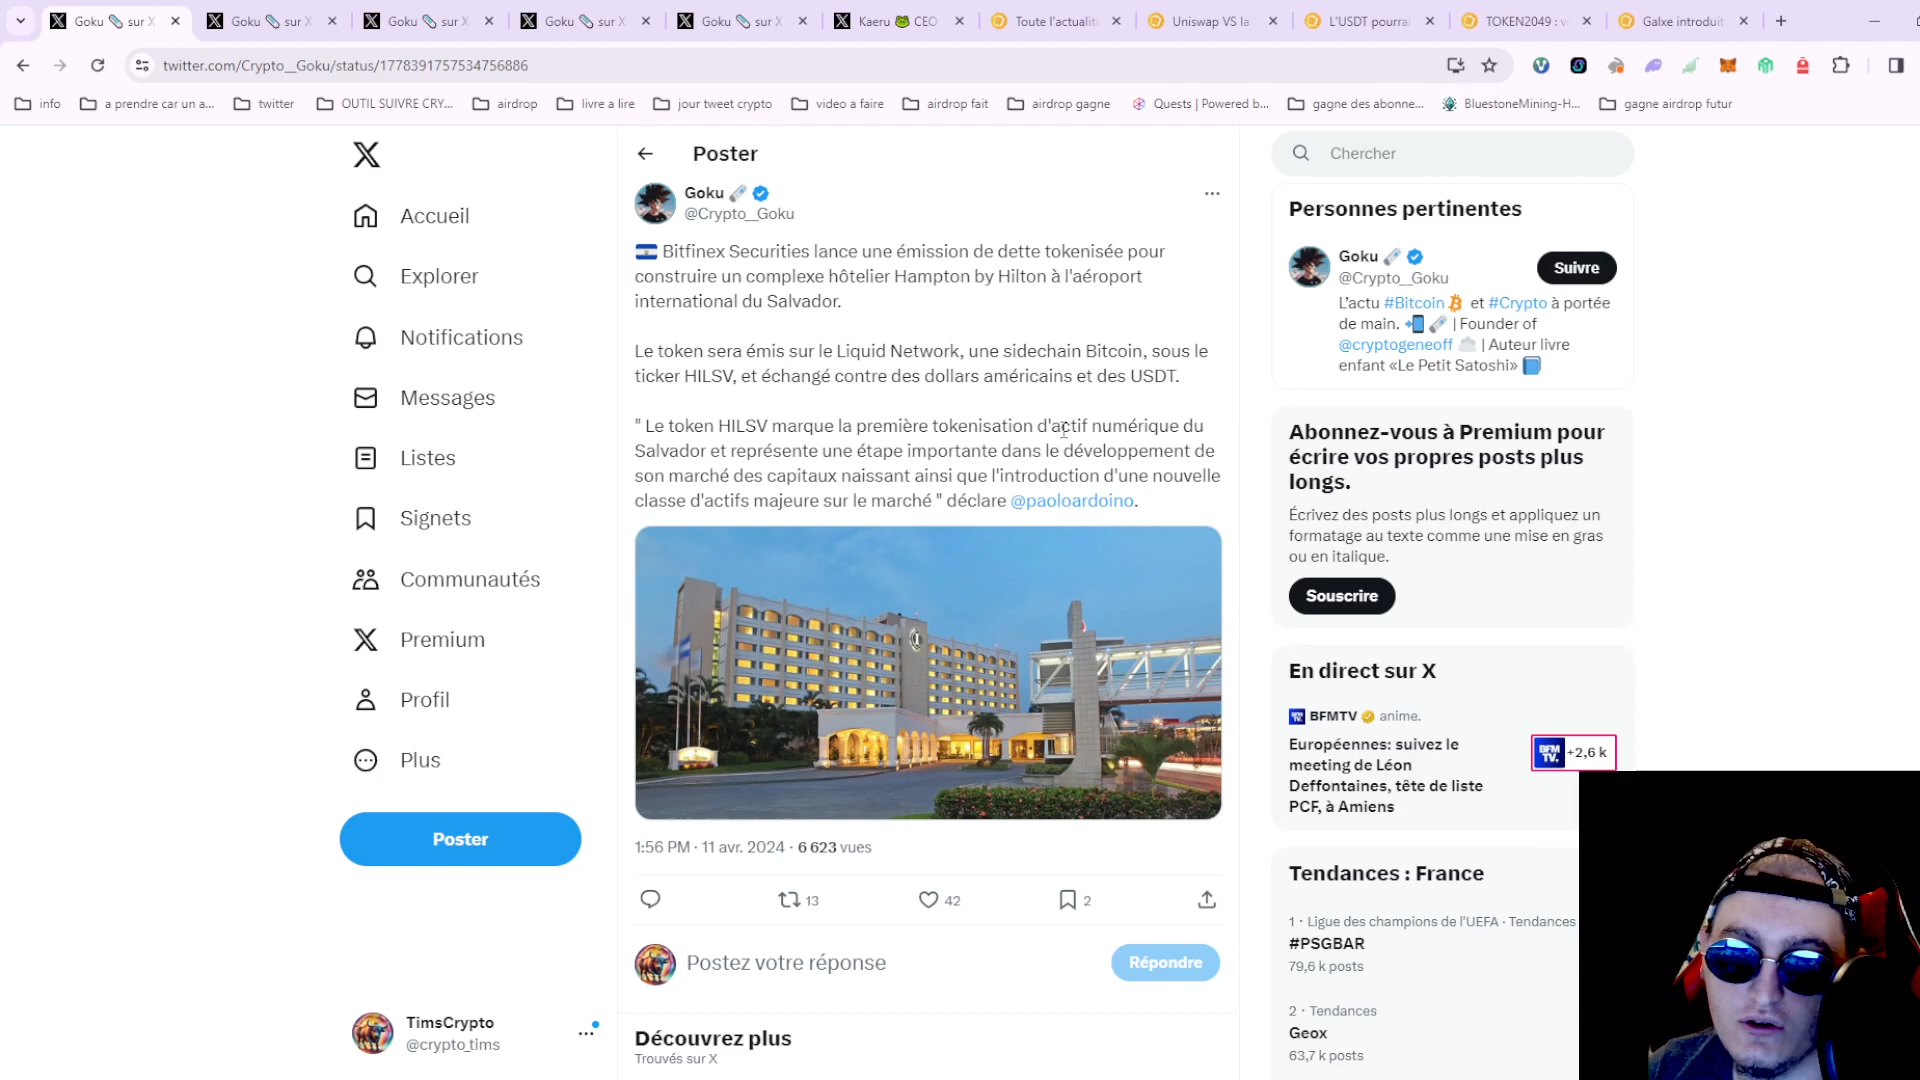 Goku sur X
Goku sur X
Goku sur X
Goku sur X
Goku sur X
Kaeru CEO
Toute l'actualit
Uniswap VS la
L'USDT pourrai
TOKEN2049 : v
Galxe introduit
twitter.com/Crypto__Goku/status/1778391757534756886
info
a prendre car un a...
twitter
OUTIL SUIVRE CRY...
airdrop
livre a lire
jour tweet crypto
video a faire
airdrop fait
airdrop gagne
Quests | Powered b...
gagne des abonne...
BluestoneMining-H...
gagne airdrop futur
Accueil
Explorer
Notifications
Messages
Listes
Signets
Communautés
Premium
Profil
Plus
Poster
TimsCrypto
@crypto_tims
Poster
Goku
@Crypto__Goku
Bitfinex Securities lance une émission de dette tokenisée pour
construire un complexe hôtelier Hampton by Hilton à l'aéroport
international du Salvador.
Le token sera émis sur le Liquid Network, une sidechain Bitcoin, sous le
ticker HILSV, et échangé contre des dollars américains et des USDT.
" Le token HILSV marque la première tokenisation d'actif numérique du
Salvador et représente une étape importante dans le développement de
son marché des capitaux naissant ainsi que l'introduction d'une nouvelle
classe d'actifs majeure sur le marché " déclare @paoloardoino.
1:56 PM · 11 avr. 2024 · 6 623 vues
13
42
2
Postez votre réponse
Répondre
Découvrez plus
Trouvés sur X
Chercher
Personnes pertinentes
Goku
@Crypto__Goku
Suivre
L'actu #Bitcoin et #Crypto à portée
de main. | Founder of
@cryptogeneoff | Auteur livre
enfant «Le Petit Satoshi»
Abonnez-vous à Premium pour
écrire vos propres posts plus
longs.
Écrivez des posts plus longs et appliquez un
formatage au texte comme une mise en gras
ou en italique.
Souscrire
En direct sur X
BFMTV anime.
Européennes: suivez le
meeting de Léon
Deffontaines, tête de liste
PCF, à Amiens
BFM
TV.
+2,6 k
Tendances : France
1 · Ligue des champions de l'UEFA · Tendances
#PSGBAR
79,6 k posts
2 · Tendances
Geox
63,7 k posts